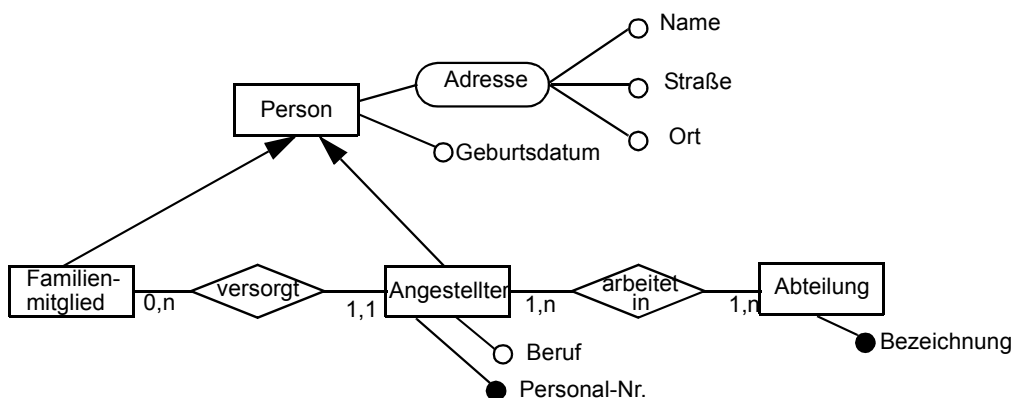 Name
Adresse
Straße
Person
Ort
Geburtsdatum
Familien-
mitglied
0,n
versorgt
1,1
Angestellter
1,n
arbeitet
in
1,n
Abteilung
Bezeichnung
Beruf
Personal-Nr.